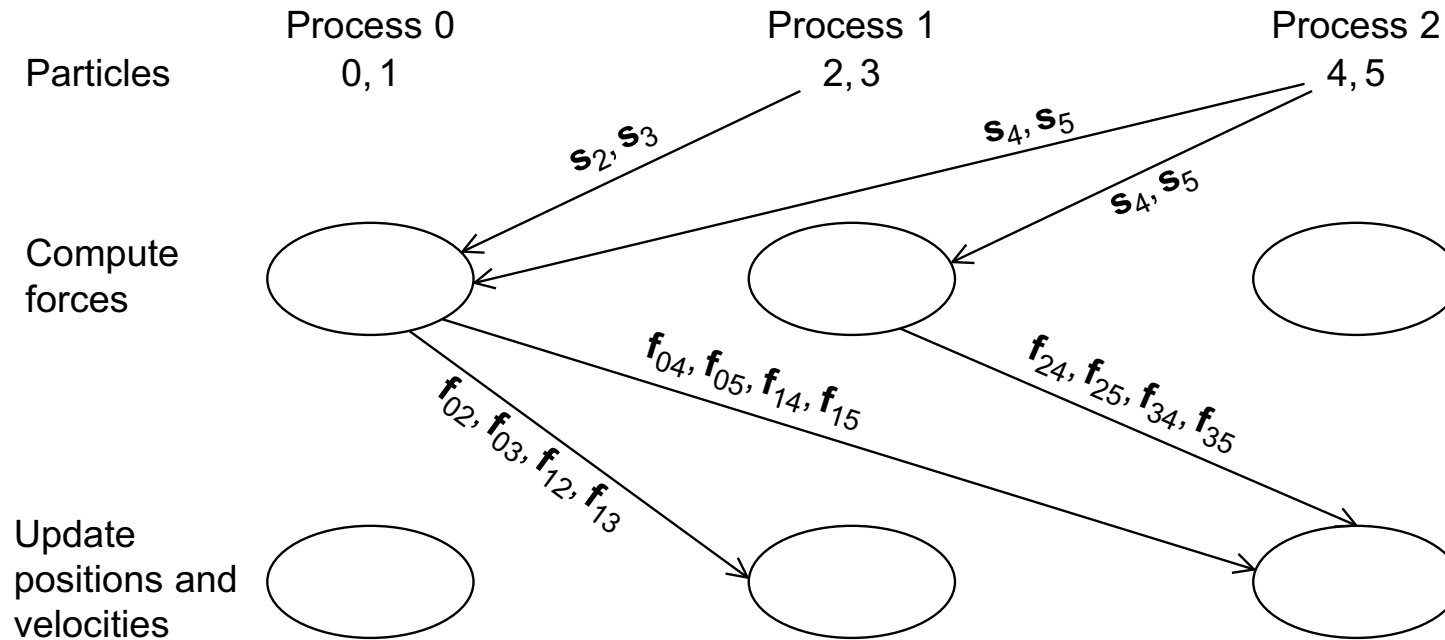 Process 0 Process 1 Process 2
Particles 0, 1 2, 3 4, 5
s2, s3
s4, s5
s4, s5
Compute
forces
f04, f05, f14, f15
f24, f25, f34, f35
f02, f03, f12, f13
Update
positions and
velocities